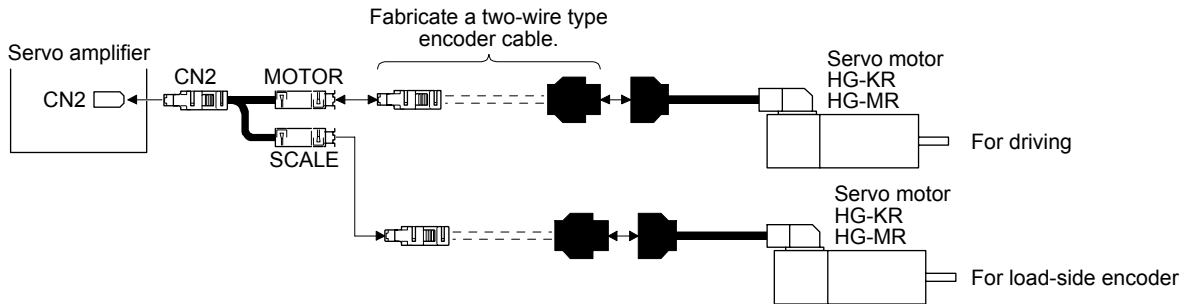 Fabricate a two-wire type
encoder cable.
Servo amplifier
CN2
CN2
MOTOR
SCALE
Servo motor
HG-KR
HG-MR
For driving
Servo motor
HG-KR
HG-MR
For load-side encoder